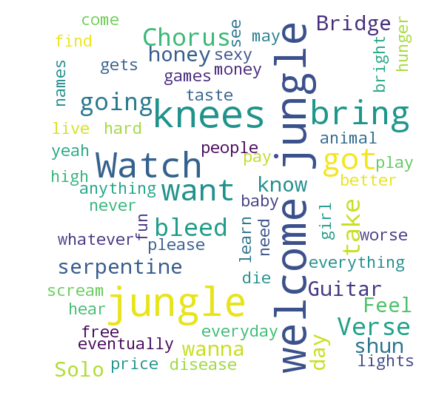 come
see
may
Bridge
hunger
find
Chorus
names
gets
honey
sexy
bright
games
money
going
taste
knees
welcome jungle
bring
live
hard
animal
yeah
people
Watch
pay
got
play
high
anything
want
know
better
never
baby
fun
bleed
girl
take
whatever
please
learn
need
worse
serpentine
die
everything
scream
Guitar
hear
jungle
Feel
free
everyday
Verse
eventually
wanna
day
shun
Solo
price
disease
lights